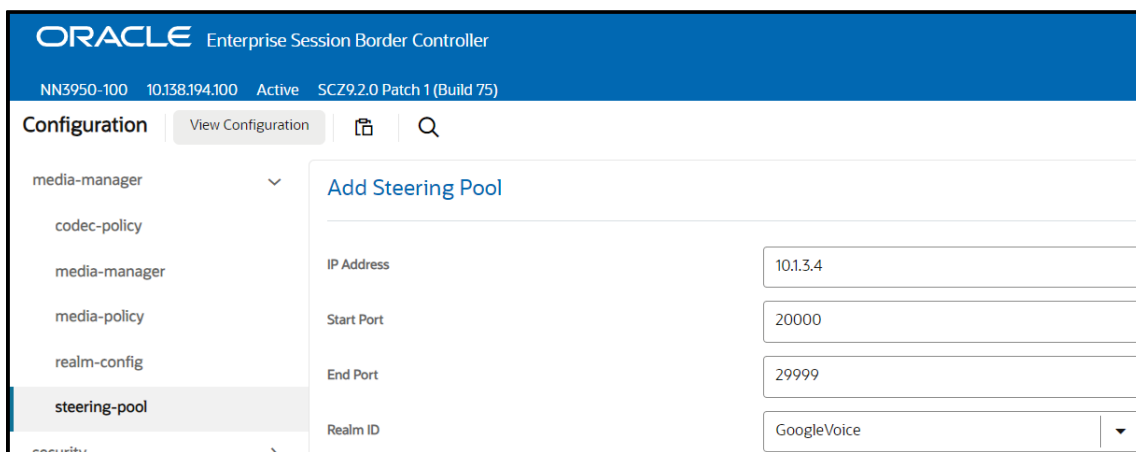 ORACLE Enterprise Session Border Controller
NN3950-100 10.138.194.100 Active SCZ9.2.0 Patch 1 (Build 75)
Configuration View Configuration
media-manager
codec-policy
media-manager
media-policy
realm-config
steering-pool
security
Add Steering Pool
IP Address 10.1.3.4
Start Port 20000
End Port 29999
Realm ID GoogleVoice